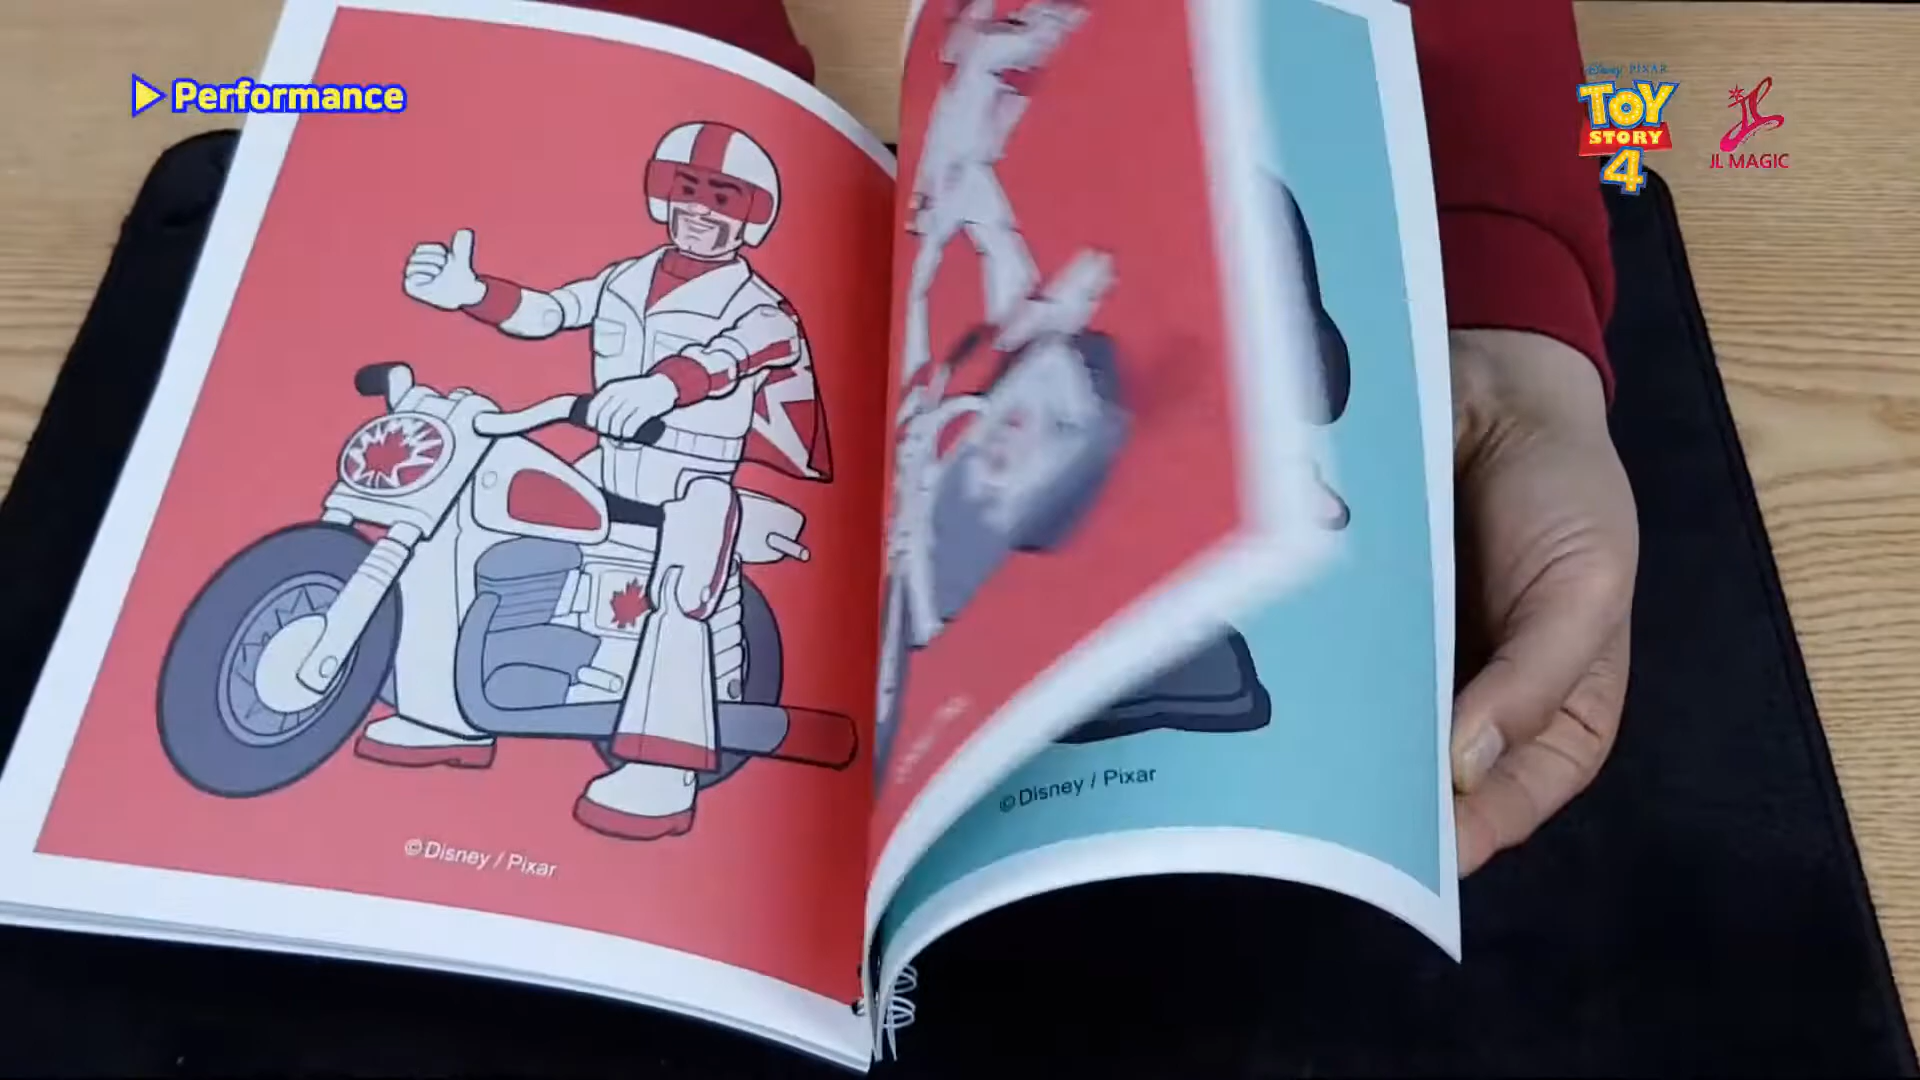 Performance
Disney PIXAR
TOY
STORY
4
JL MAGIC
©Disney / Pixar
©Disney / Pixar